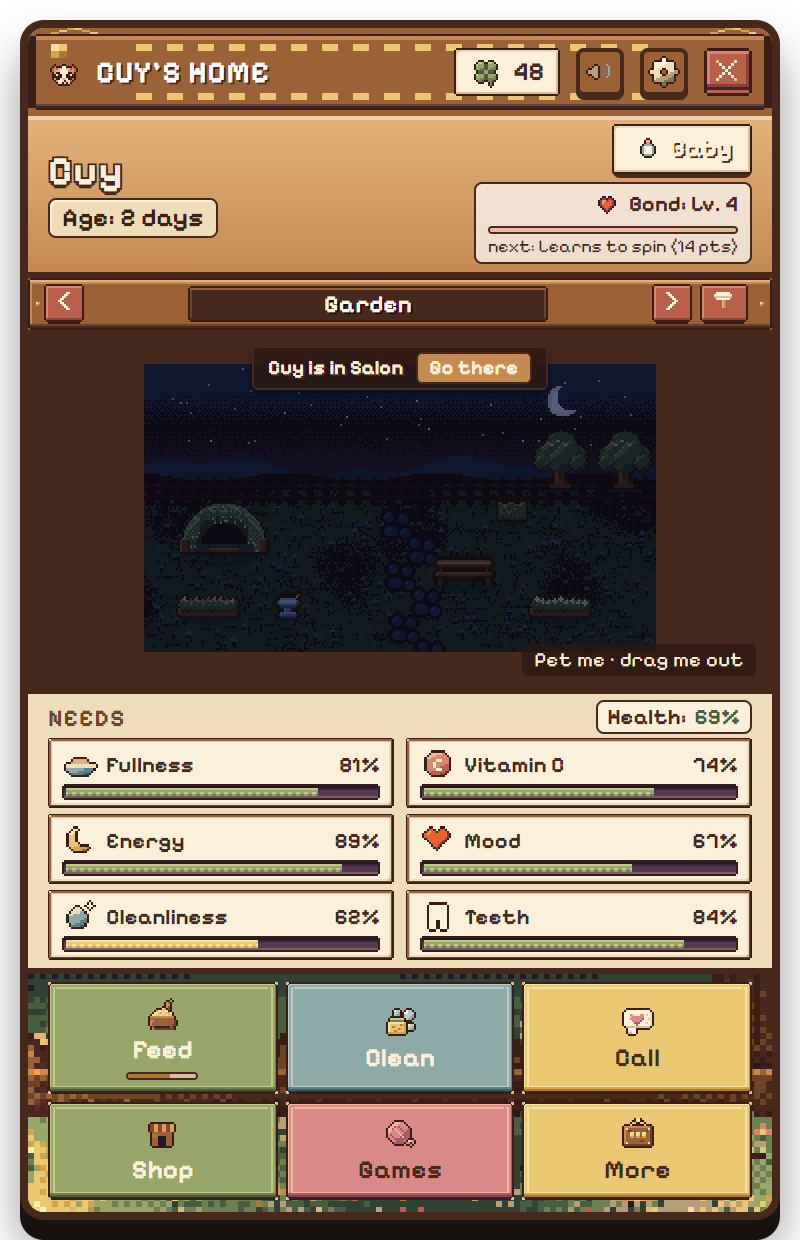 GUY'S HOME
48
Guy
Baby
Age: 2 days
Bond: Lv. 4
next: Learns to spin (14 pts)
Garden
Guy is in Salon
Go there
Pet me · drag me out
NEEDS
Health: 69%
Fullness
81%
Vitamin C
74%
Energy
89%
Mood
67%
Cleanliness
62%
Teeth
84%
Feed
Clean
Call
Shop
Games
More